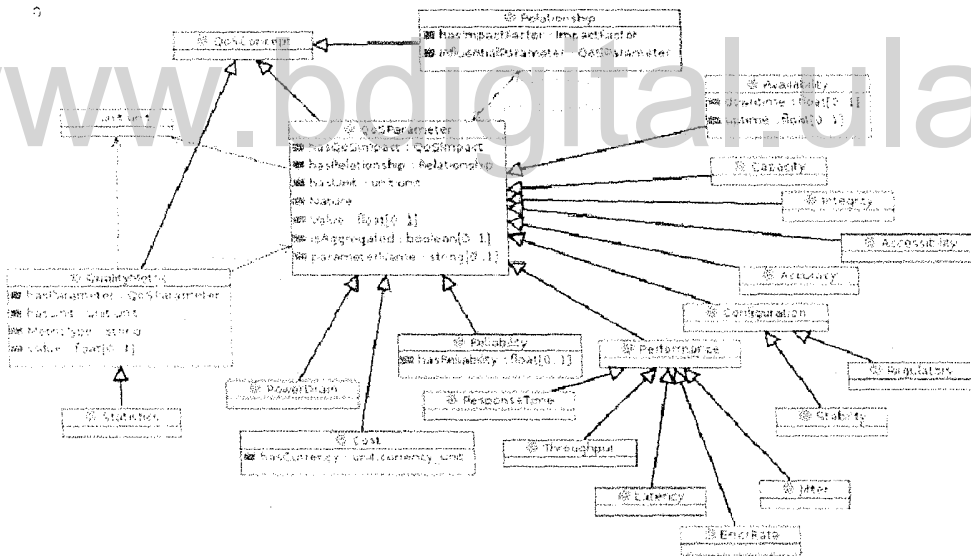 www.bdigital.ula
Relationship
hasImpactFactor : ImpactFactor
influentialParameter : QoSParameter
QoSConcept
Availability
downtime : float[0..1]
uptime : float[0..1]
unit:unit
QoSParameter
hasQoSImpact : QoSImpact
hasRelationship : Relationship
hasUnit : unit:unit
Nature
value : float[0..1]
isAggregated : boolean[0..1]
parameterName : string[0..1]
Capacity
Integrity
Accessibility
Accuracy
QualityMetric
hasParameter : QoSParameter
hasUnit : unit:unit
MetricType : string
value : float[0..1]
Configuration
Reliability
hasReliability : float[0..1]
Performance
Regulatory
PowerDrain
ResponseTime
Stability
Statistics
Cost
hasCurrency : unit:currency_unit
Throughput
Jitter
Latency
ErrorRate